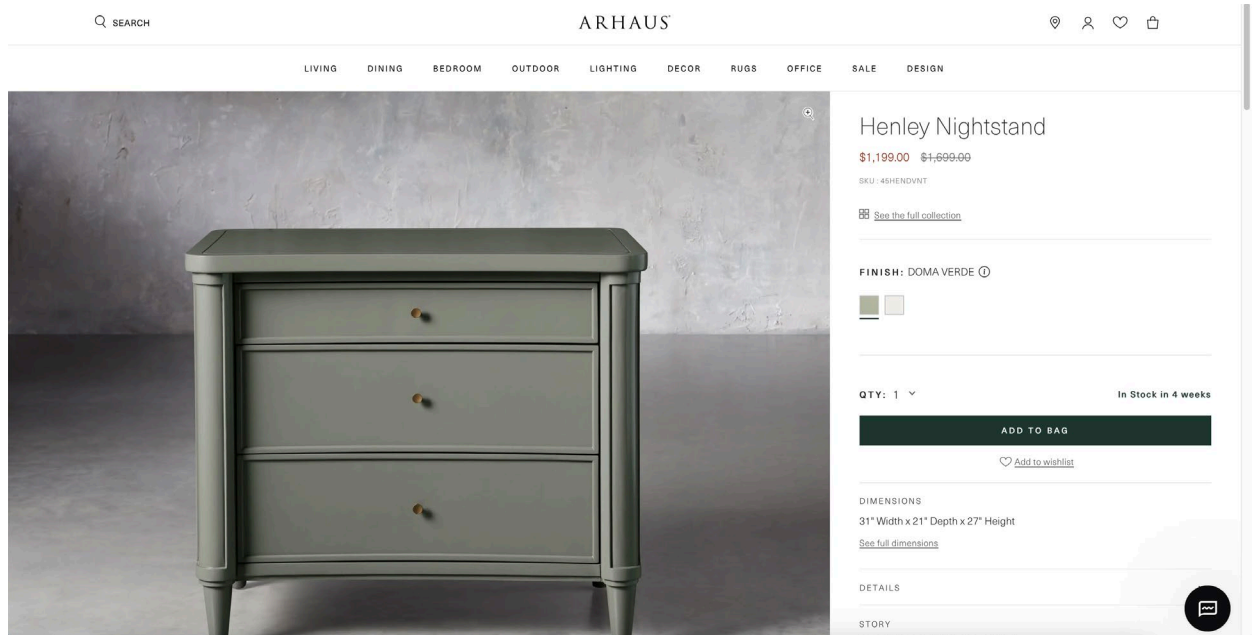 SEARCH
ARHAUS
LIVING DINING BEDROOM OUTDOOR LIGHTING DECOR RUGS OFFICE SALE DESIGN
Henley Nightstand
$1,199.00 $1,699.00
SKU : 45HENDVNT
See the full collection
FINISH: DOMA VERDE
QTY: 1
In Stock in 4 weeks
ADD TO BAG
Add to wishlist
DIMENSIONS
31" Width x 21" Depth x 27" Height
See full dimensions
DETAILS
STORY